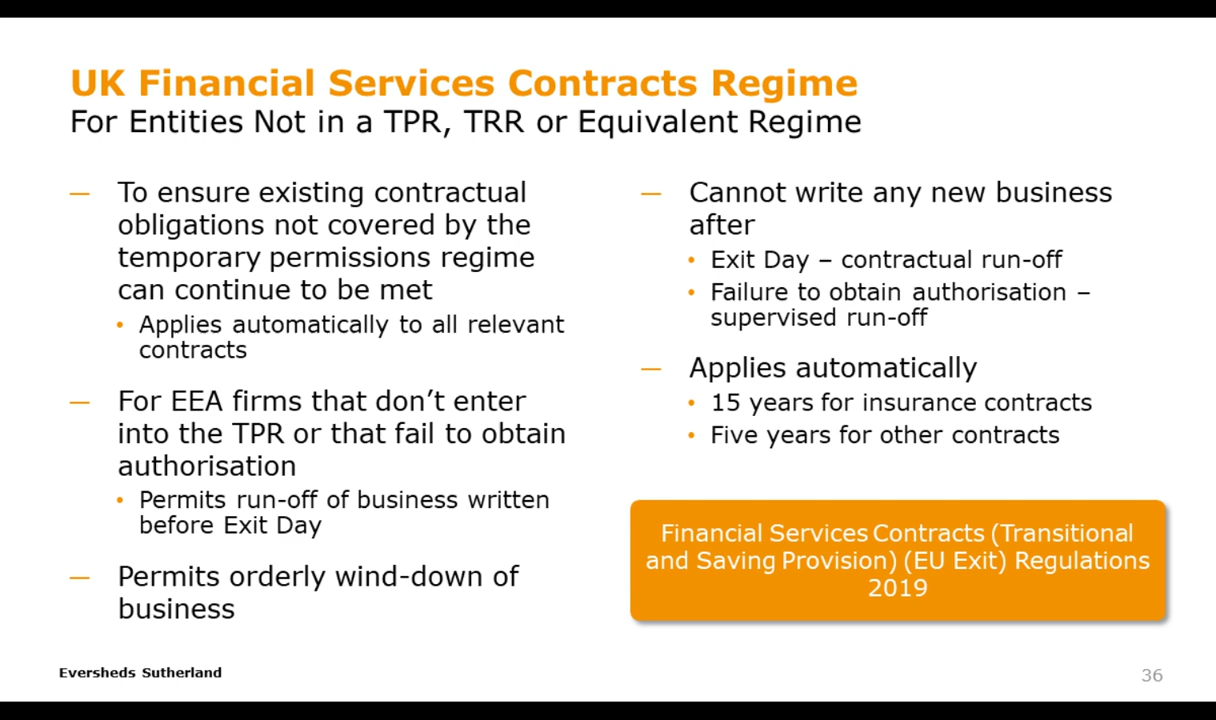 UK Financial Services Contracts Regime
For Entities Not in a TPR, TRR or Equivalent Regime
— To ensure existing contractual
obligations not covered by the
temporary permissions regime
can continue to be met
• Applies automatically to all relevant
contracts
— For EEA firms that don’t enter
into the TPR or that fail to obtain
authorisation
• Permits run-off of business written
before Exit Day
— Permits orderly wind-down of
business
— Cannot write any new business
after
• Exit Day – contractual run-off
• Failure to obtain authorisation –
supervised run-off
— Applies automatically
• 15 years for insurance contracts
• Five years for other contracts
Financial Services Contracts (Transitional
and Saving Provision) (EU Exit) Regulations
2019
Eversheds Sutherland
36